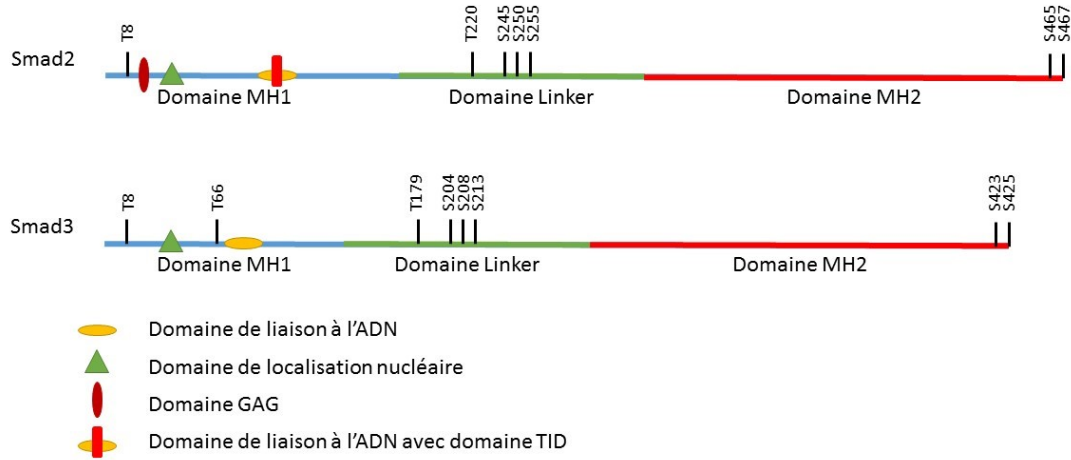 T8 T220 S245 S250 S255 S465 S467
Smad2
Domaine MH1 Domaine Linker Domaine MH2
T8 T66 T179 S204 S208 S213 S423 S425
Smad3
Domaine MH1 Domaine Linker Domaine MH2
Domaine de liaison à l’ADN
Domaine de localisation nucléaire
Domaine GAG
Domaine de liaison à l’ADN avec domaine TID